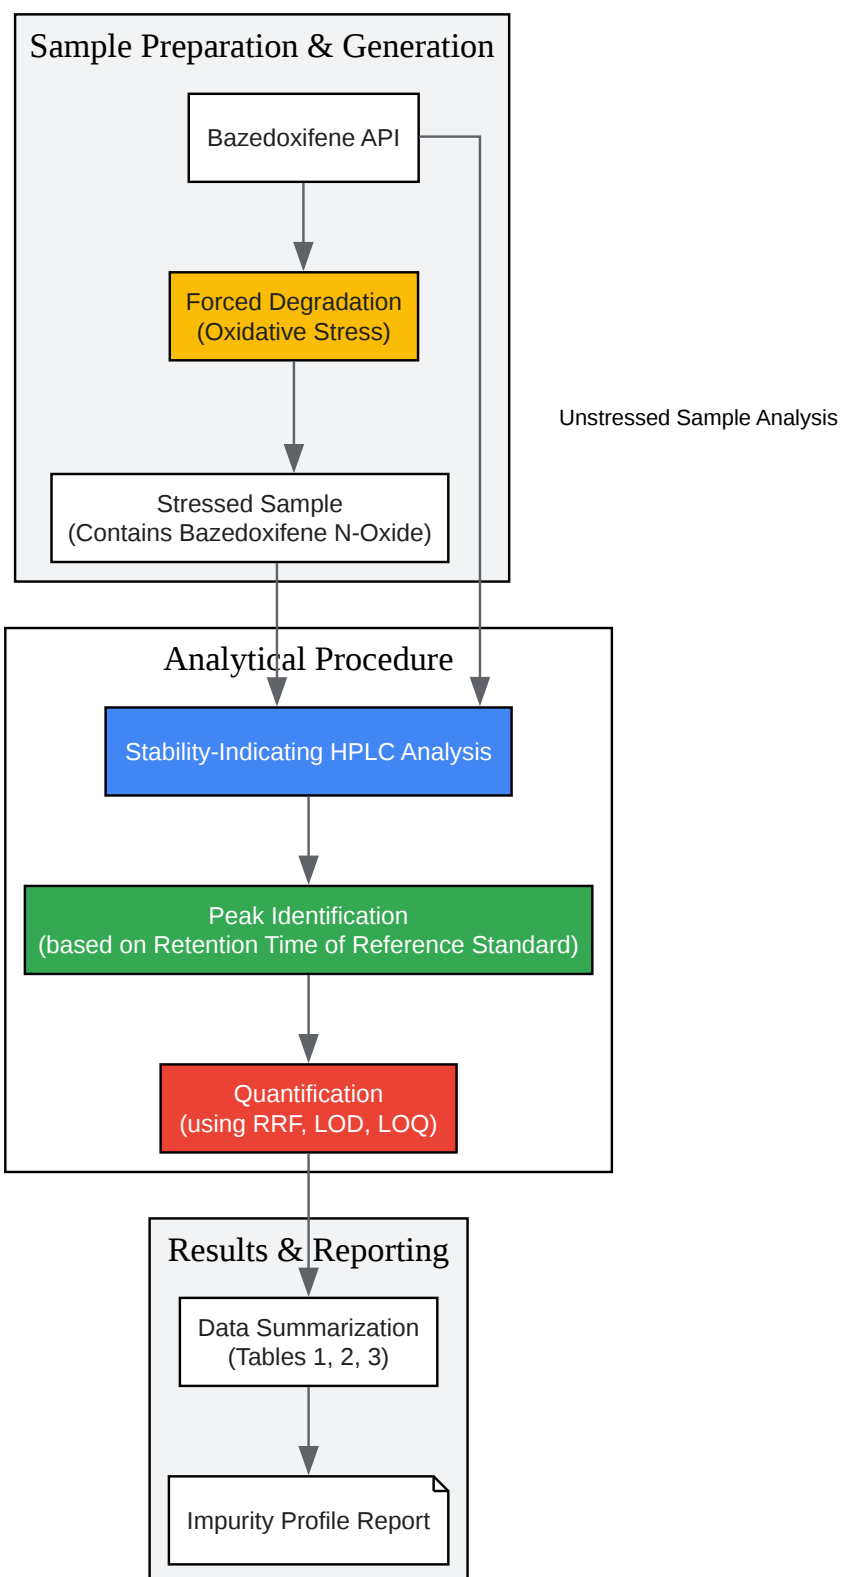 Sample Preparation & Generation
Bazedoxifene API
Forced Degradation
(Oxidative Stress)
Unstressed Sample Analysis
Stressed Sample
(Contains Bazedoxifene N-Oxide)
Analytical Procedure
Stability-Indicating HPLC Analysis
Peak Identification
(based on Retention Time of Reference Standard)
Quantification
(using RRF, LOD, LOQ)
Results & Reporting
Data Summarization
(Tables 1, 2, 3)
Impurity Profile Report